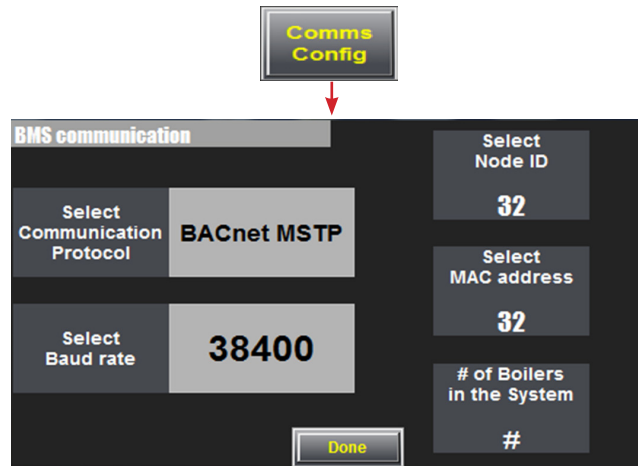 Comms
Config
BMS communication
Select
Communication
Protocol
BACnet MSTP
Select
Baud rate
38400
Select
Node ID
32
Select
MAC address
32
# of Boilers
in the System
#
Done